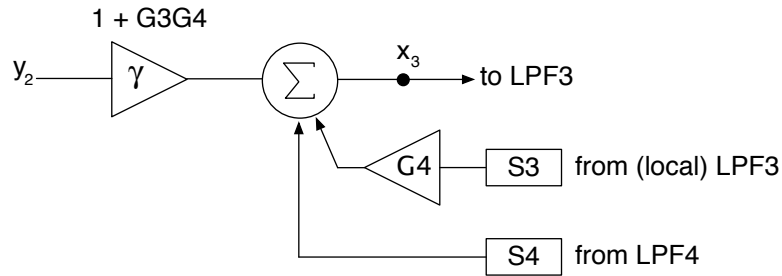 1 + G3G4
y₂
γ
Σ
x₃
to LPF3
G4
S3
from (local) LPF3
S4
from LPF4